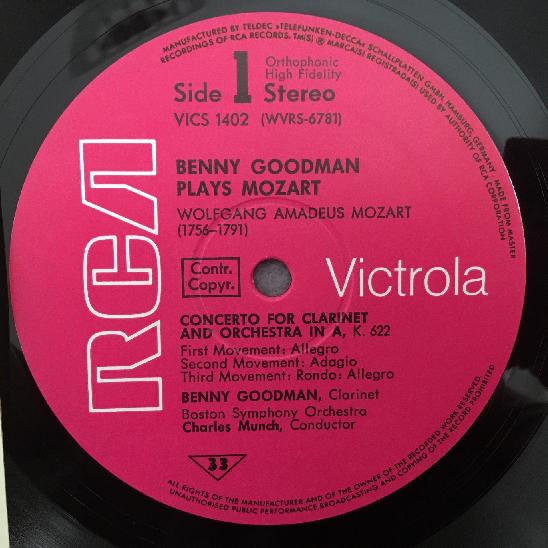 MANUFACTURED BY TELDEC »TELEFUNKEN-DECCA« SCHALLPLATTEN GMBH, HAMBURG, GERMANY · MADE FROM MASTER
RECORDINGS OF RCA RECORDS. TM(S) ® MARCA(S) REGISTRADA(S) USED BY AUTHORITY OF RCA CORPORATION
Side 1
Orthophonic
High Fidelity
Stereo
VICS 1402 (WVRS-6781)
BENNY GOODMAN
PLAYS MOZART
WOLFGANG AMADEUS MOZART
(1756–1791)
RCA
Contr.
Copyr.
Victrola
CONCERTO FOR CLARINET
AND ORCHESTRA IN A, K. 622
First Movement: Allegro
Second Movement: Adagio
Third Movement: Rondo: Allegro
BENNY GOODMAN, Clarinet
Boston Symphony Orchestra
Charles Munch, Conductor
33
ALL RIGHTS OF THE MANUFACTURER AND OF THE OWNER OF THE RECORDED WORK RESERVED.
UNAUTHORISED PUBLIC PERFORMANCE BROADCASTING AND COPYING OF THE RECORD PROHIBITED